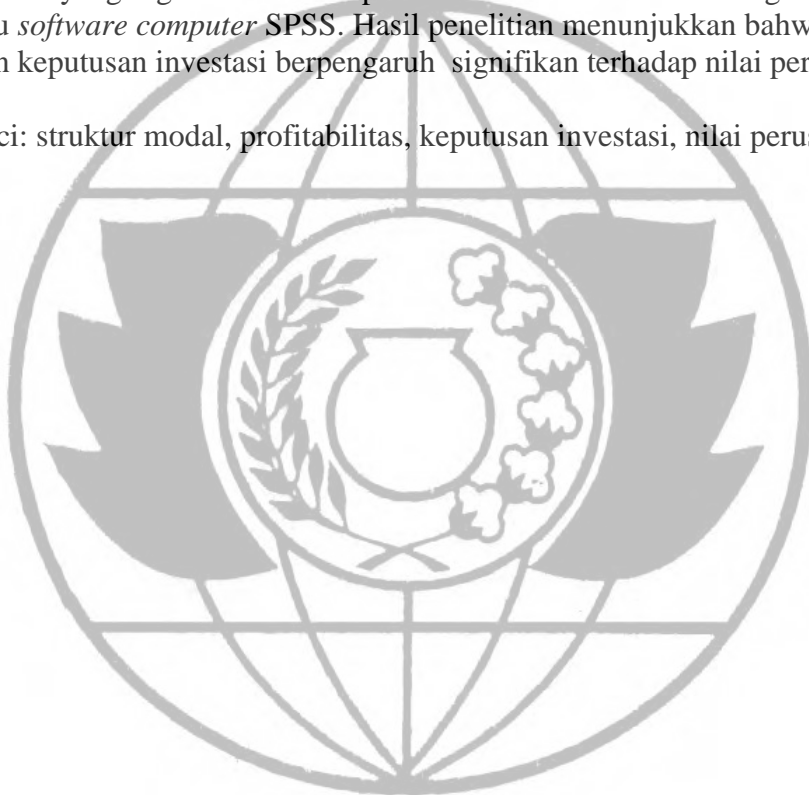 software computer SPSS. Hasil penelitian menunjukkan bahw
keputusan investasi berpengaruh signifikan terhadap nilai per
ci: struktur modal, profitabilitas, keputusan investasi, nilai perus